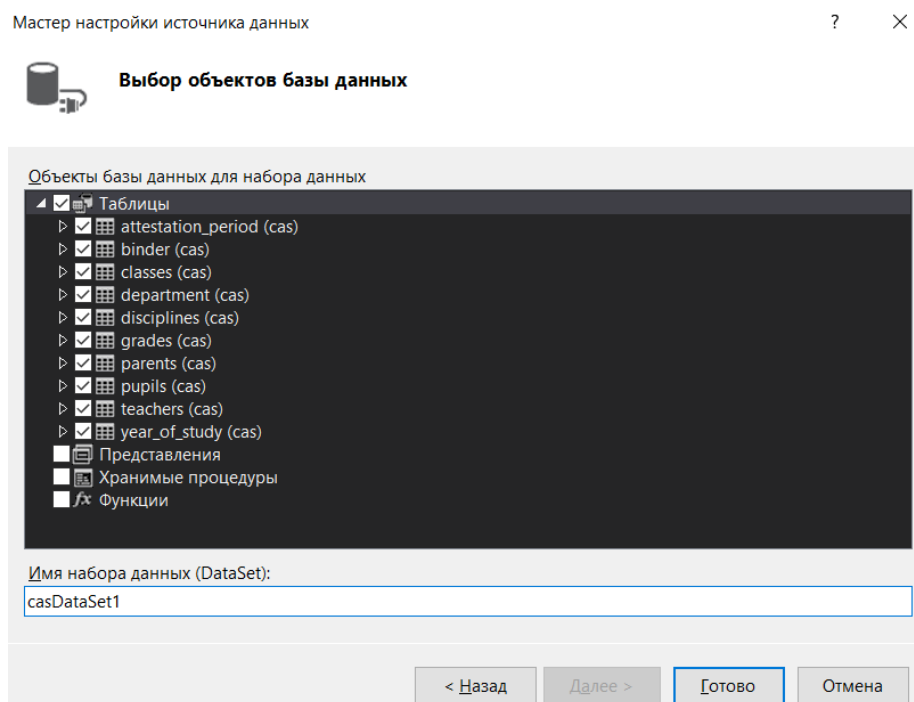 Мастер настройки источника данных ?
Выбор объектов базы данных
Объекты базы данных для набора данных
Таблицы
attestation_period (cas)
binder (cas)
classes (cas)
department (cas)
disciplines (cas)
grades (cas)
parents (cas)
pupils (cas)
teachers (cas)
year_of_study (cas)
Представления
Хранимые процедуры
fx Функции
Имя набора данных (DataSet):
casDataSet1
< Назад Далее > Готово Отмена